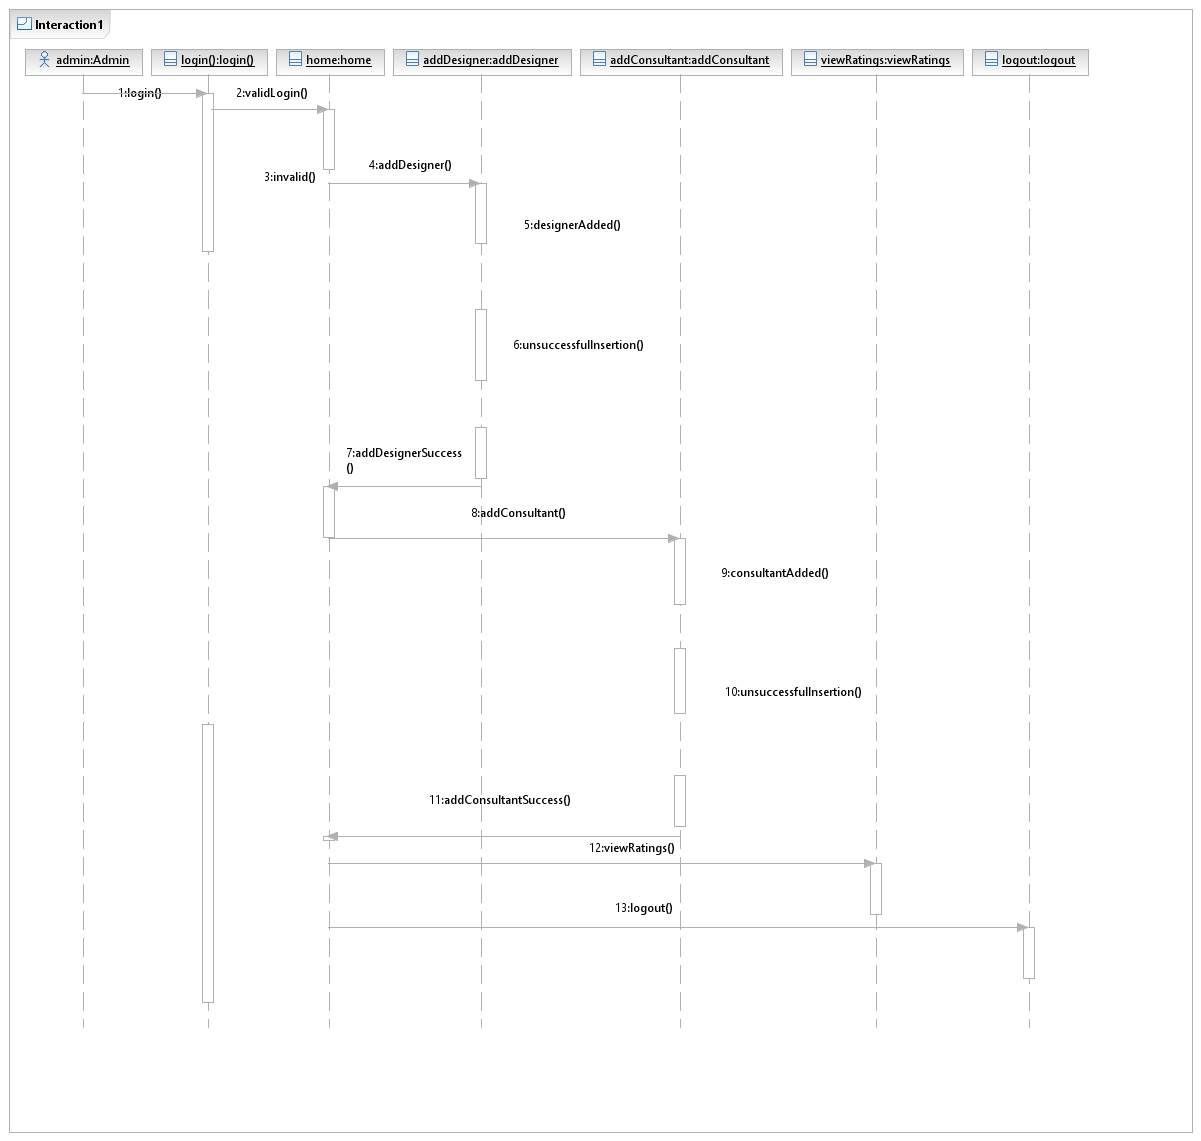 Interaction1
admin:Admin
login():login()
home:home
addDesigner:addDesigner
addConsultant:addConsultant
viewRatings:viewRatings
logout:logout
1:login()
2:validLogin()
4:addDesigner()
3:invalid()
5:designerAdded()
6:unsuccessfulInsertion()
7:addDesignerSuccess
()
8:addConsultant()
9:consultantAdded()
10:unsuccessfulInsertion()
11:addConsultantSuccess()
12:viewRatings()
13:logout()